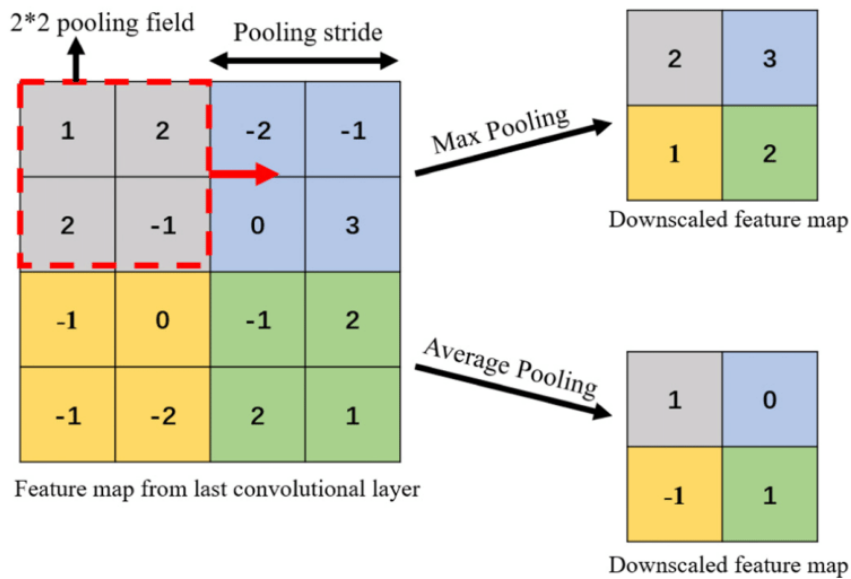 2*2 pooling field
Pooling stride
1 2 -2 -1
2 -1 0 3
-1 0 -1 2
-1 -2 2 1
Feature map from last convolutional layer
Max Pooling
2 3
1 2
Downscaled feature map
Average Pooling
1 0
-1 1
Downscaled feature map